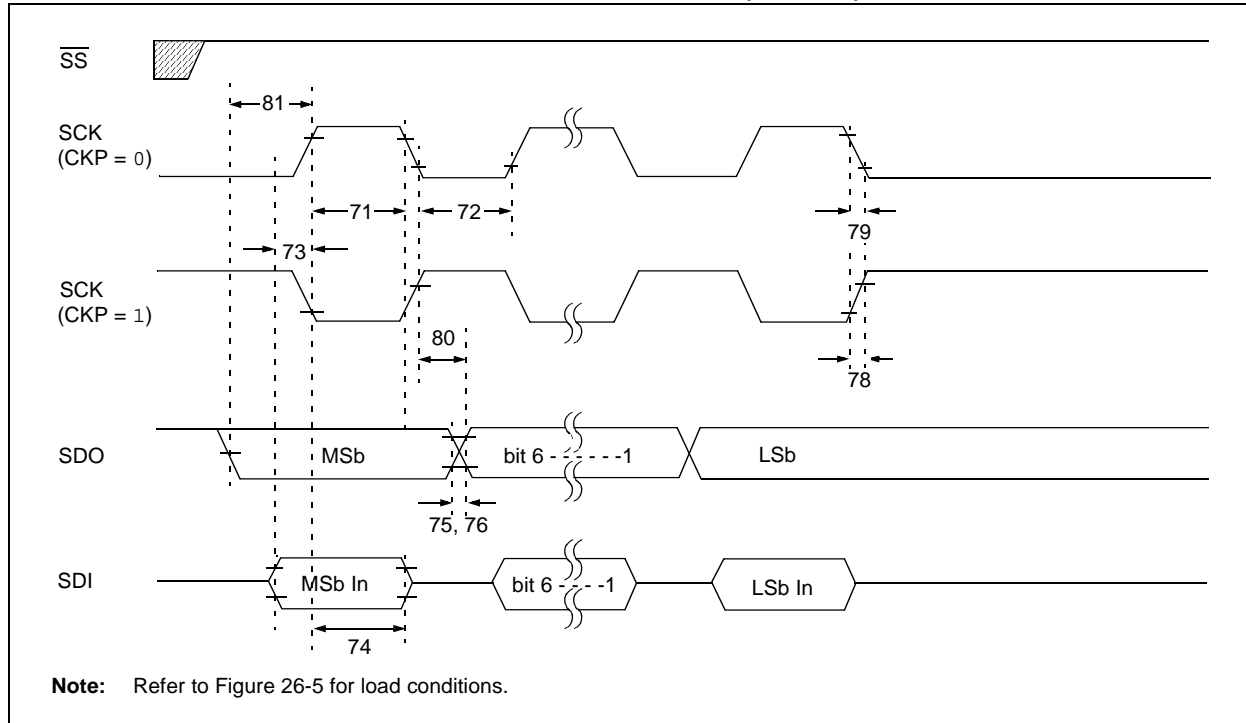 SS
81
SCK
(CKP = 0)
71
72
79
73
SCK
(CKP = 1)
80
78
SDO
MSb
bit 6 - - - - - -1
LSb
75, 76
SDI
MSb In
bit 6 - - - - -1
LSb In
74
Note: Refer to Figure 26-5 for load conditions.